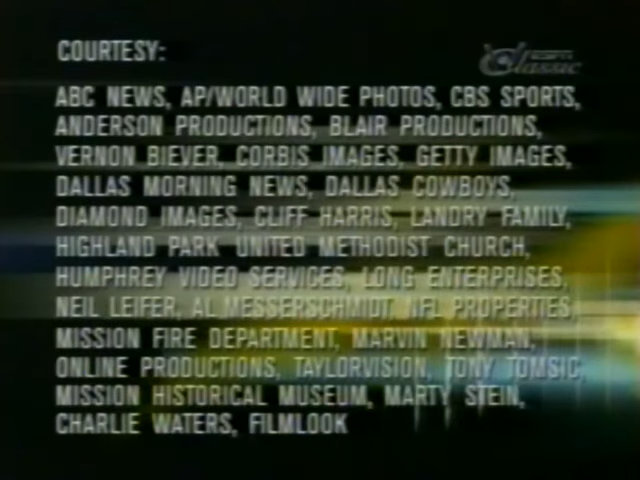 COURTESY:
ESPN Classic
ABC NEWS, AP/WORLD WIDE PHOTOS, CBS SPORTS,
ANDERSON PRODUCTIONS, BLAIR PRODUCTIONS,
VERNON BIEVER, CORBIS IMAGES, GETTY IMAGES,
DALLAS MORNING NEWS, DALLAS COWBOYS,
DIAMOND IMAGES, CLIFF HARRIS, LANDRY FAMILY,
HIGHLAND PARK UNITED METHODIST CHURCH,
HUMPHREY VIDEO SERVICES, LONG ENTERPRISES,
NEIL LEIFER, AL MESSERSCHMIDT, NFL PROPERTIES,
MISSION FIRE DEPARTMENT, MARVIN NEWMAN,
ONLINE PRODUCTIONS, TAYLORVISION, TONY TOMSIC,
MISSION HISTORICAL MUSEUM, MARTY STEIN,
CHARLIE WATERS, FILMLOOK